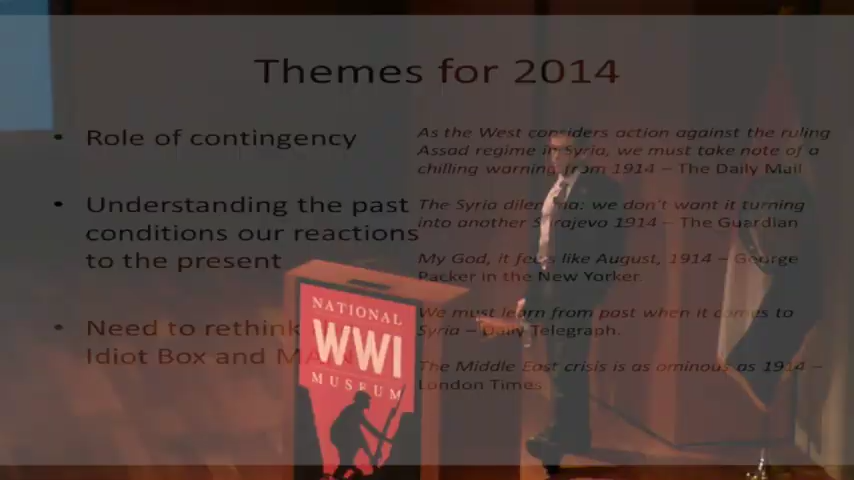 Themes for 2014
• Role of contingency
• Understanding the past
conditions our reactions
to the present
• Need to rethink
Idiot Box and
As the West considers action against the ruling
Assad regime in Syria, we must take note of a
chilling warning from 1914 – The Daily Mail
The Syria dilemma: we don't want it turning
into another Sarajevo 1914 – The Guardian
My God, it feels like August, 1914 – George
Packer in the New Yorker.
We must learn from past when it comes to
Syria – Daily Telegraph.
The Middle East crisis is as ominous as 1914 –
London Times
NATIONAL
WWI
MUSEUM